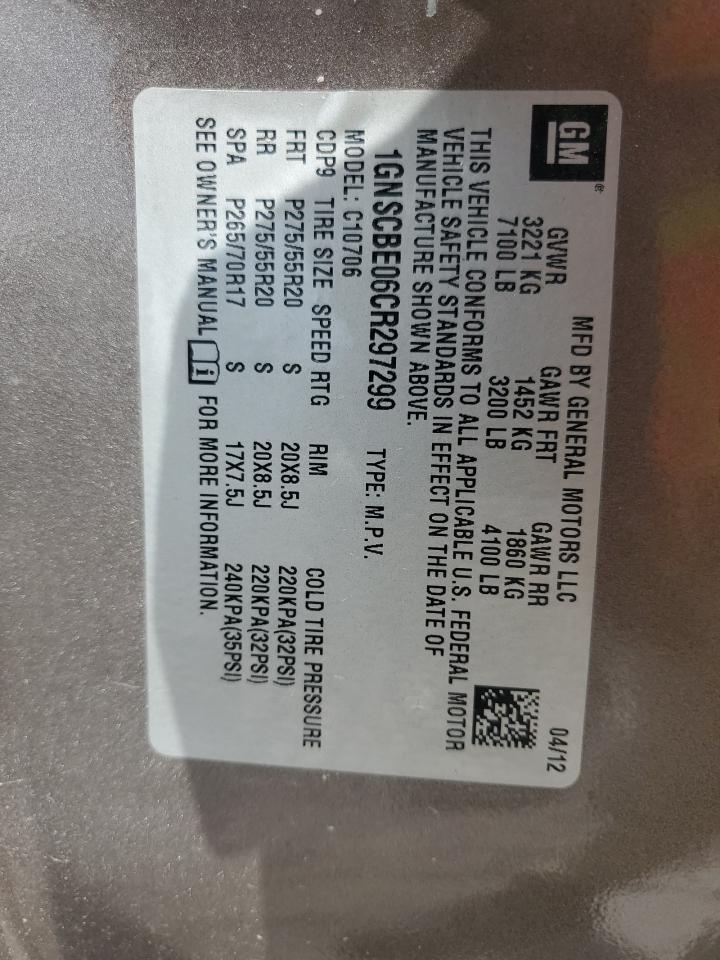 GM®
MFD BY GENERAL MOTORS LLC 04/12
GVWR GAWR FRT GAWR RR
3221 KG 1452 KG 1860 KG
7100 LB 3200 LB 4100 LB
THIS VEHICLE CONFORMS TO ALL APPLICABLE U.S. FEDERAL MOTOR
VEHICLE SAFETY STANDARDS IN EFFECT ON THE DATE OF
MANUFACTURE SHOWN ABOVE.
1GNSCBE06CR297299 TYPE: M.P.V.
MODEL: C10706
CDP9 TIRE SIZE SPEED RTG RIM COLD TIRE PRESSURE
FRT P275/55R20 S 20X8.5J 220KPA(32PSI)
RR P275/55R20 S 20X8.5J 220KPA(32PSI)
SPA P265/70R17 S 17X7.5J 240KPA(35PSI)
SEE OWNER'S MANUAL i FOR MORE INFORMATION.